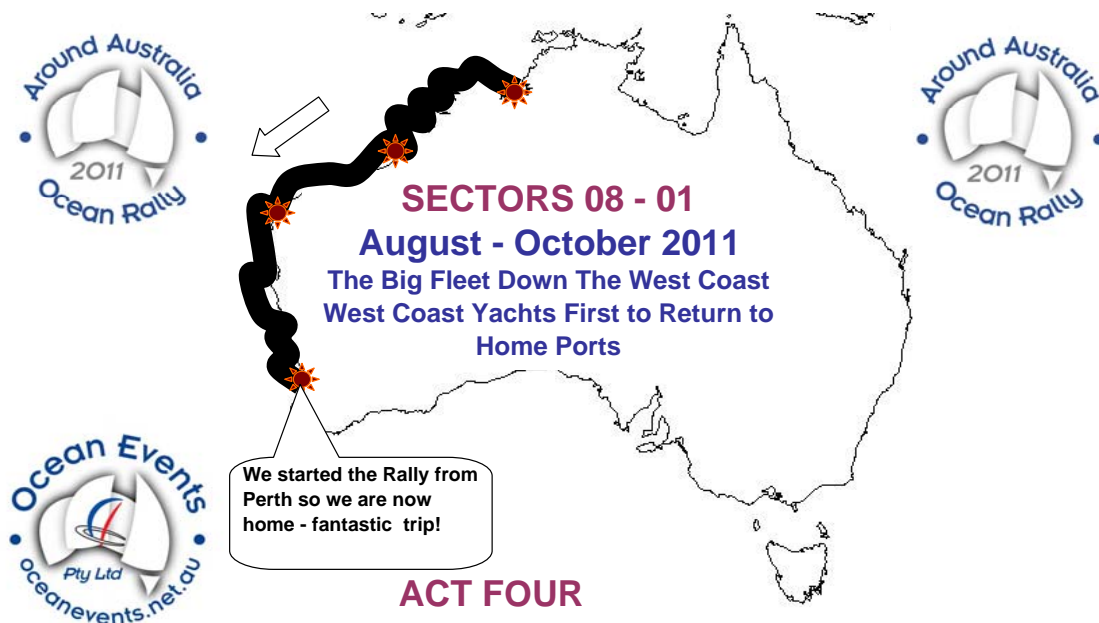 Around Australia
2011
Ocean Rally
Around Australia
2011
Ocean Rally
SECTORS 08 - 01
August - October 2011
The Big Fleet Down The West Coast
West Coast Yachts First to Return to
Home Ports
We started the Rally from
Perth so we are now
home - fantastic trip!
Ocean Events
Pty Ltd
oceanevents.net.au
ACT FOUR